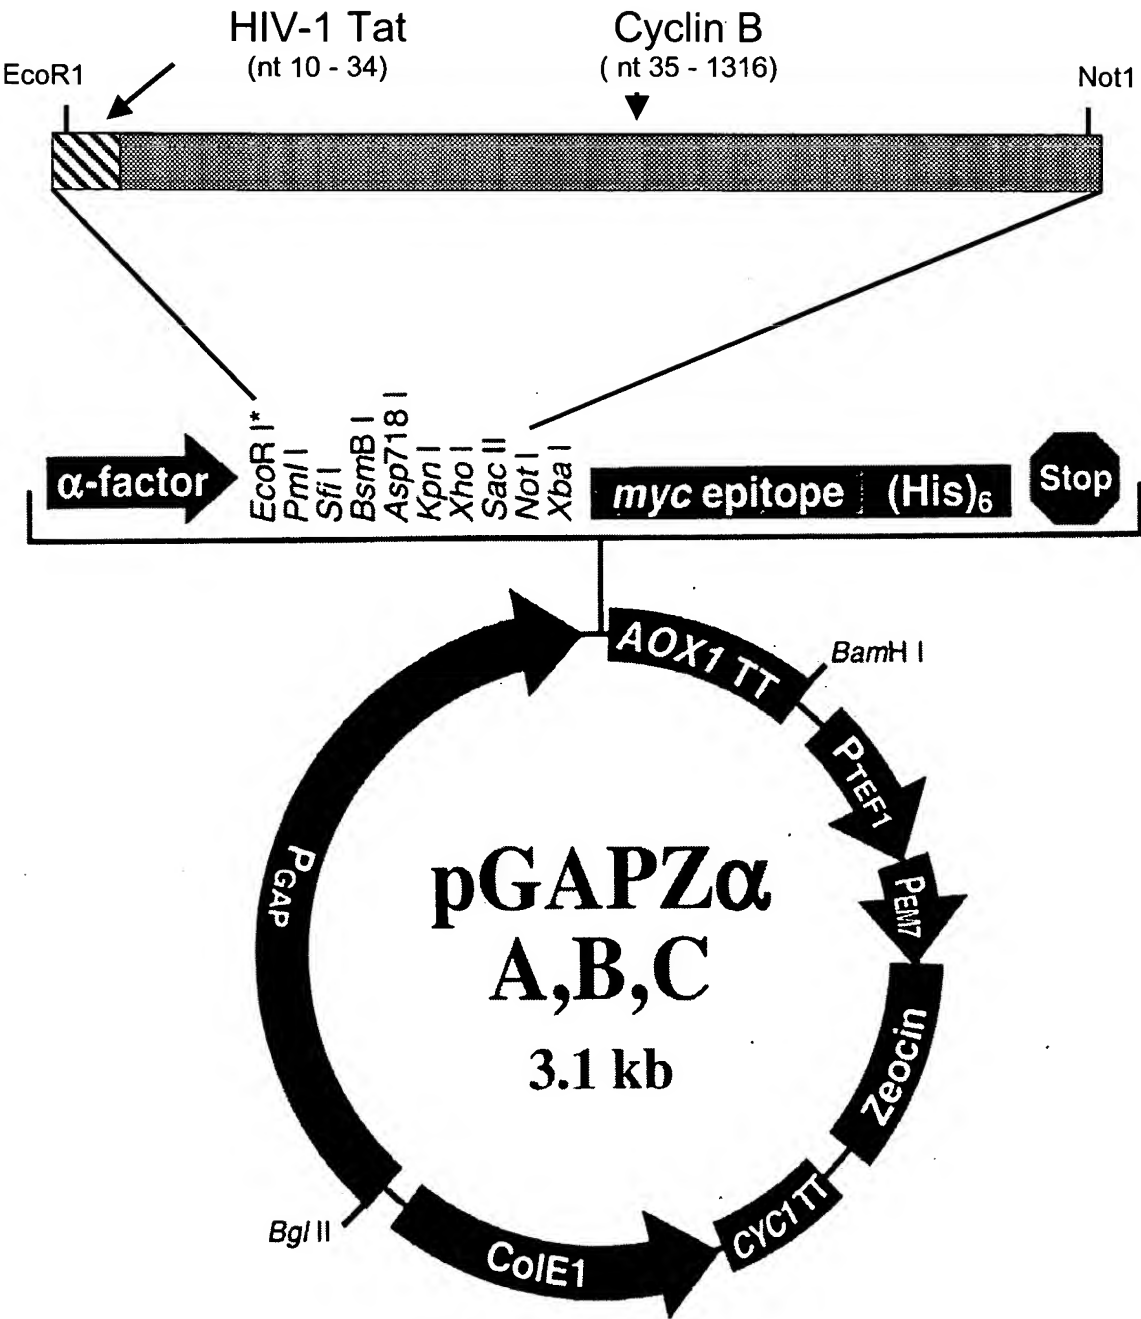 HIV-1 Tat
(nt 10 - 34)
Cyclin B
( nt 35 - 1316)
EcoR1
Not1
α-factor
EcoR I*
Pml I
Sfi I
BsmB I
Asp718 I
Kpn I
Xho I
Sac II
Not I
Xba I
myc epitope
(His)6
Stop
AOX1 TT
BamH I
PTEF1
PEM7
Zeocin
CYC1 TT
ColE1
Bgl II
PGAP
pGAPZα
A,B,C
3.1 kb